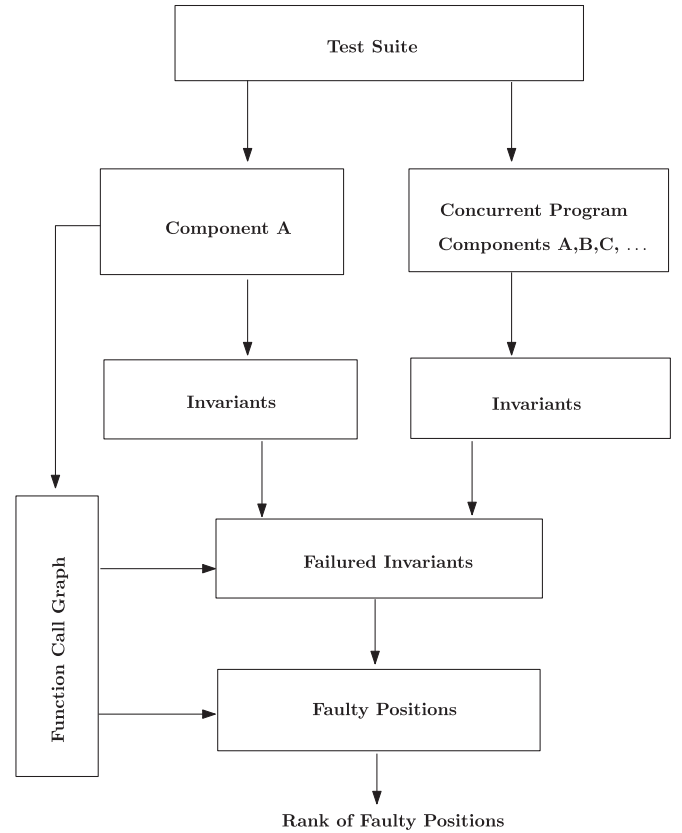 Test Suite
Component A
Concurrent Program
Components A,B,C, ...
Invariants
Invariants
Function Call Graph
Failured Invariants
Faulty Positions
Rank of Faulty Positions